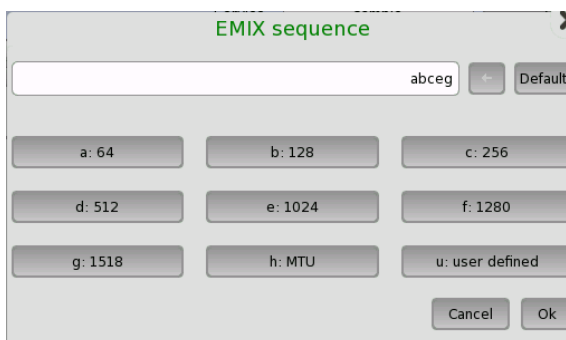 EMIX sequence
abceg ← Default
a: 64 b: 128 c: 256
d: 512 e: 1024 f: 1280
g: 1518 h: MTU u: user defined
Cancel Ok